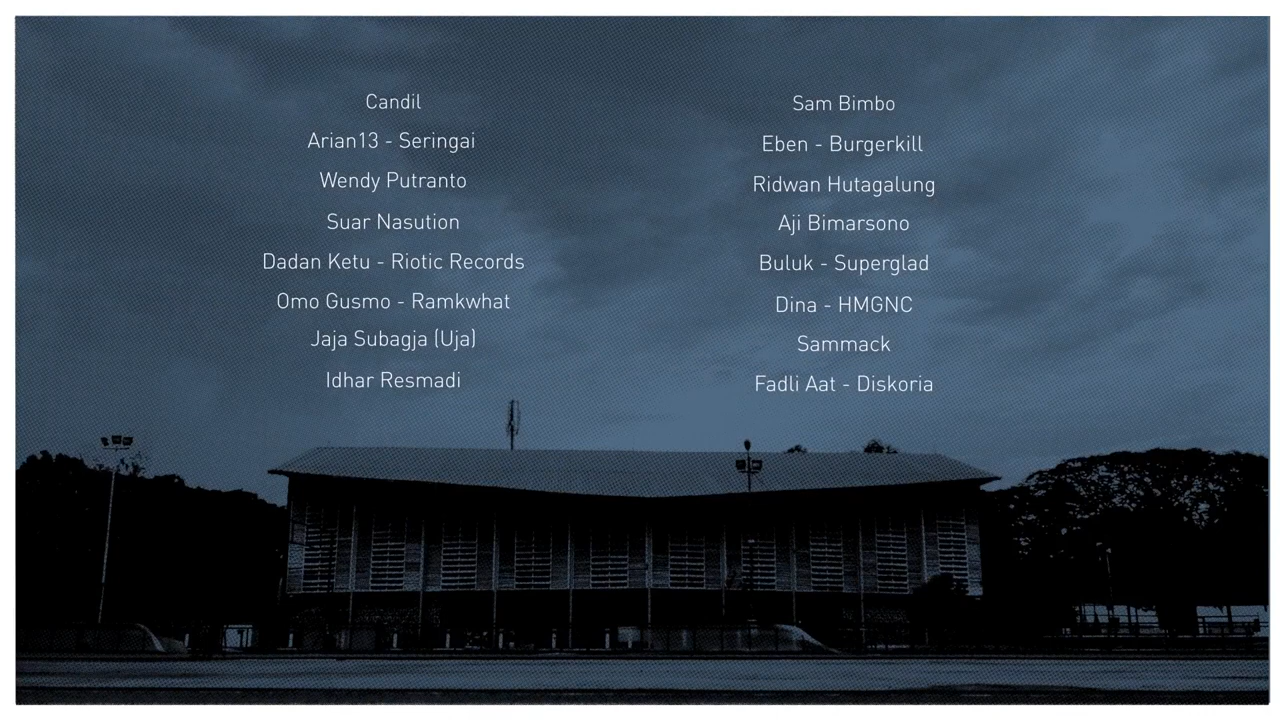 Candil
Arian13 - Seringai
Wendy Putranto
Suar Nasution
Dadan Ketu - Riotic Records
Omo Gusmo - Ramkwhat
Jaja Subagja (Uja)
Idhar Resmadi
Sam Bimbo
Eben - Burgerkill
Ridwan Hutagalung
Aji Bimarsono
Buluk - Superglad
Dina - HMGNC
Sammack
Fadli Aat - Diskoria